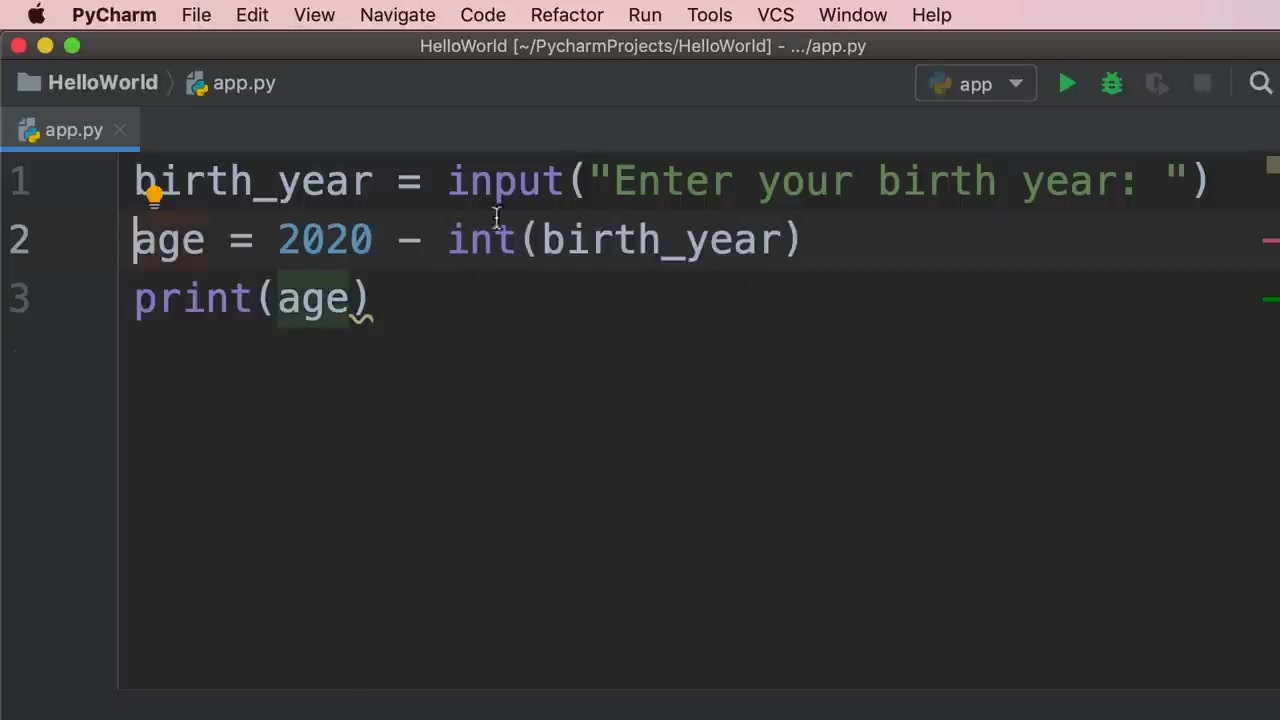 PyCharm File Edit View Navigate Code Refactor Run Tools VCS Window Help
HelloWorld [~/PycharmProjects/HelloWorld] - .../app.py
HelloWorld app.py app
app.py
1 birth_year = input("Enter your birth year: ")
2 age = 2020 - int(birth_year)
3 print(age)